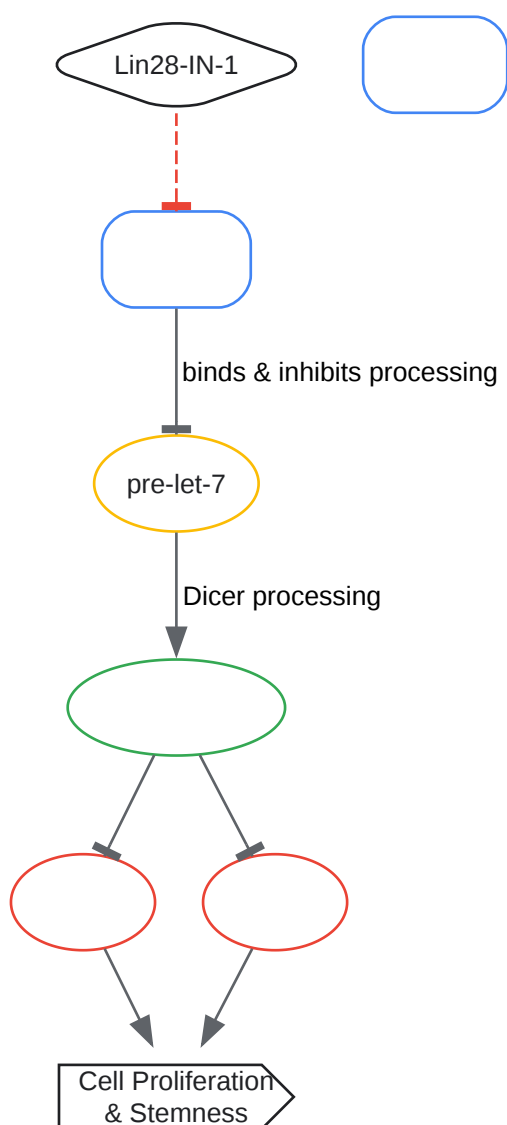 Lin28-IN-1
binds & inhibits processing
pre-let-7
Dicer processing
Cell Proliferation
& Stemness